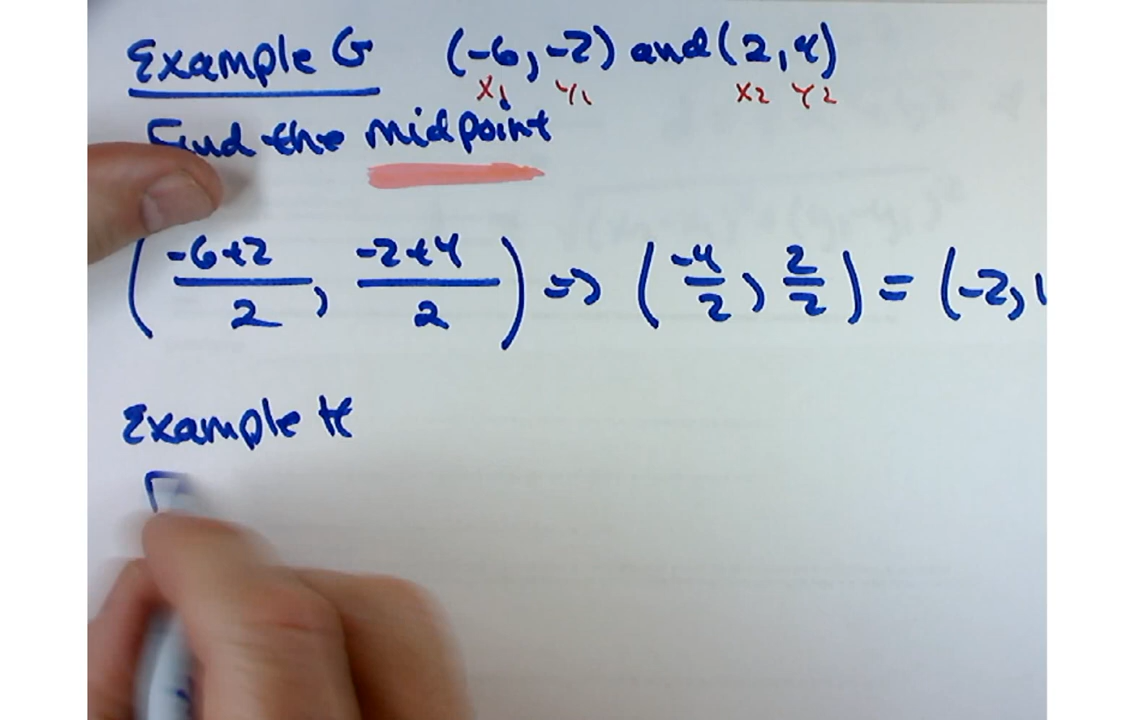 Example G (-6, -2) and (2, 4)
x1 y1 x2 y2
Find the midpoint
(-6+2/2, -2+4/2) => (-4/2, 2/2) = (-2, 1
Example H